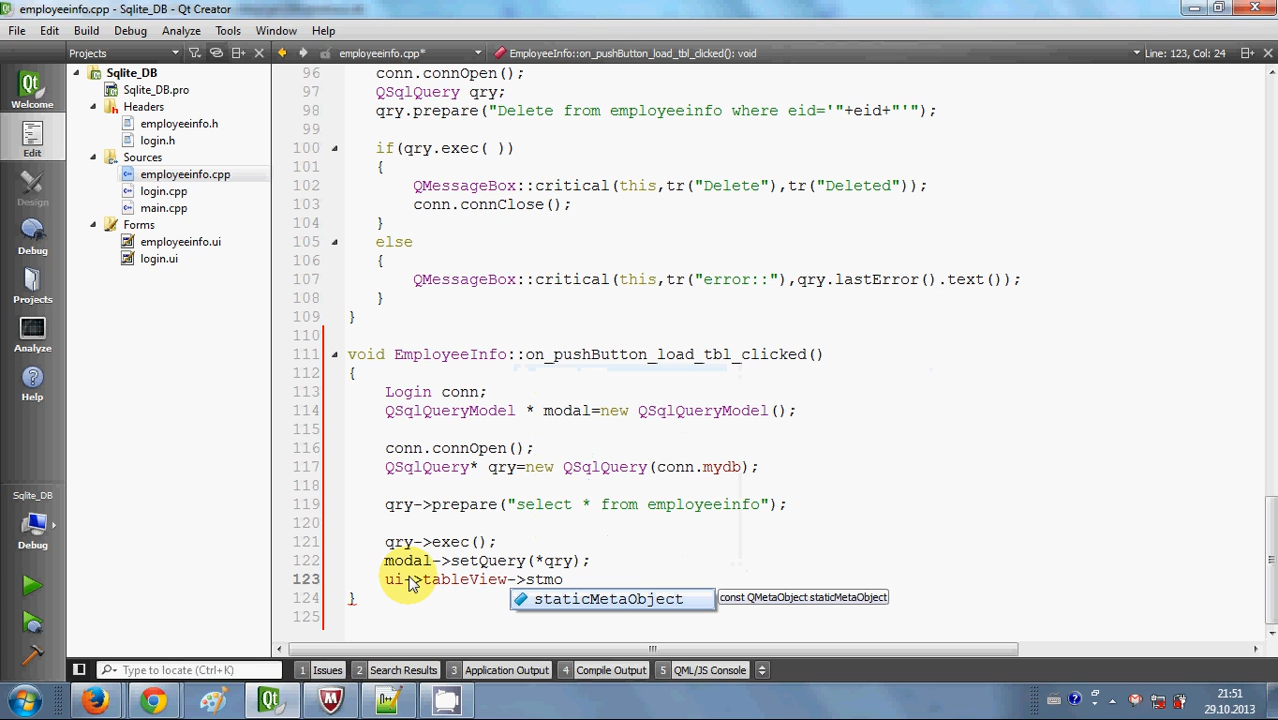 employeeinfo.cpp - Sqlite_DB - Qt Creator
File Edit Build Debug Analyze Tools Window Help
Projects employeeinfo.cpp* EmployeeInfo::on_pushButton_load_tbl_clicked(): void Line: 123, Col: 24
Welcome
Edit
Design
Debug
Projects
Analyze
Help
Sqlite_DB
Debug
Sqlite_DB
Sqlite_DB.pro
Headers
employeeinfo.h
login.h
Sources
employeeinfo.cpp
login.cpp
main.cpp
Forms
employeeinfo.ui
login.ui
96 conn.connOpen();
97 QSqlQuery qry;
98 qry.prepare("Delete from employeeinfo where eid='"+eid+"'");
99
100 if(qry.exec( ))
101 {
102 QMessageBox::critical(this,tr("Delete"),tr("Deleted"));
103 conn.connClose();
104 }
105 else
106 {
107 QMessageBox::critical(this,tr("error::"),qry.lastError().text());
108 }
109 }
110
111 void EmployeeInfo::on_pushButton_load_tbl_clicked()
112 {
113 Login conn;
114 QSqlQueryModel * modal=new QSqlQueryModel();
115
116 conn.connOpen();
117 QSqlQuery* qry=new QSqlQuery(conn.mydb);
118
119 qry->prepare("select * from employeeinfo");
120
121 qry->exec();
122 modal->setQuery(*qry);
123 ui->tableView->stmo
124 }
staticMetaObject const QMetaObject staticMetaObject
125
Type to locate (Ctrl+K) 1 Issues 2 Search Results 3 Application Output 4 Compile Output 5 QML/JS Console
21:51
29.10.2013